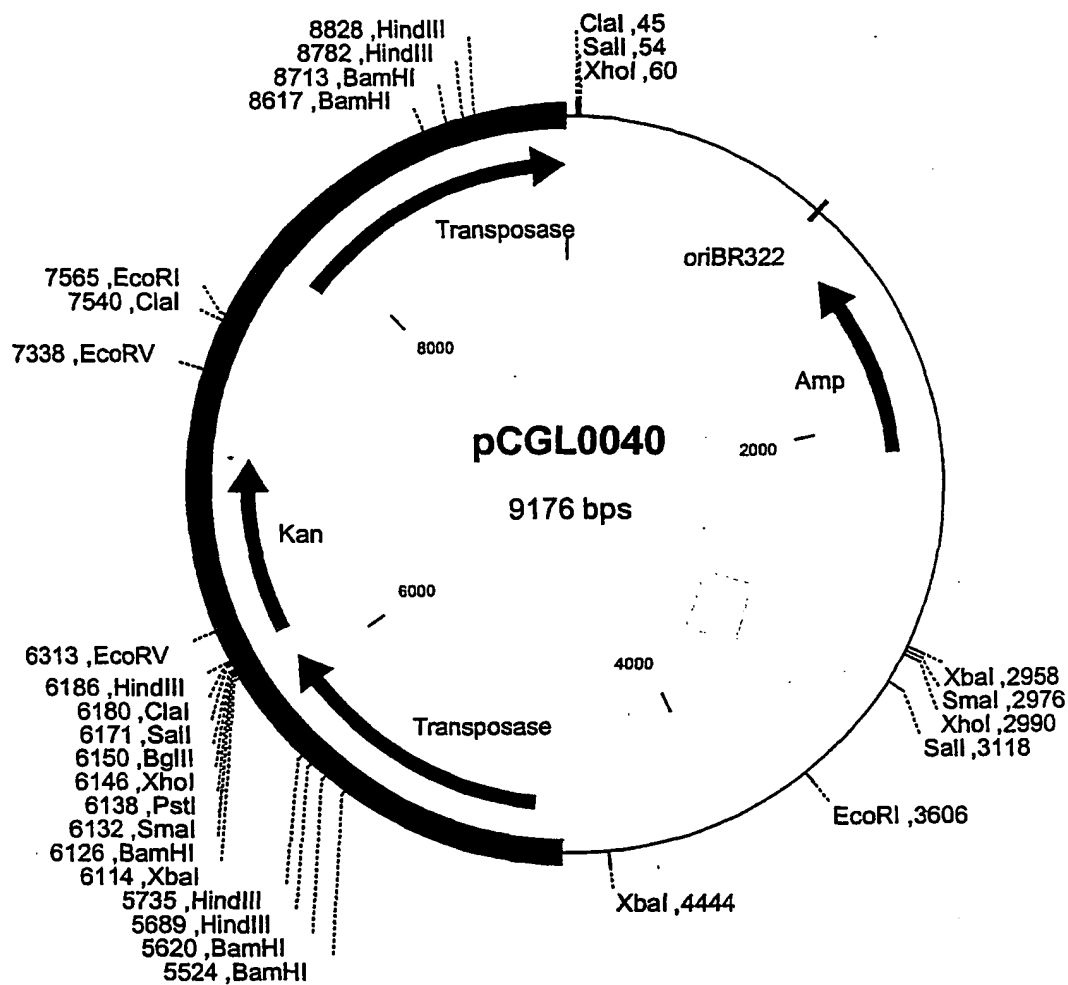 8828 ,HindIII
8782 ,HindIII
8713 ,BamHI
8617 ,BamHI
ClaI ,45
SalI ,54
XhoI ,60
Transposase
oriBR322
7565 ,EcoRI
7540 ,ClaI
7338 ,EcoRV
8000
Amp
pCGL0040
2000
9176 bps
Kan
6000
4000
6313 ,EcoRV
6186 ,HindIII
6180 ,ClaI
6171 ,SalI
6150 ,BglII
6146 ,XhoI
6138 ,PstI
6132 ,SmaI
6126 ,BamHI
6114 ,XbaI
5735 ,HindIII
5689 ,HindIII
5620 ,BamHI
5524 ,BamHI
Transposase
XbaI ,2958
SmaI ,2976
XhoI ,2990
SalI ,3118
EcoRI ,3606
XbaI ,4444